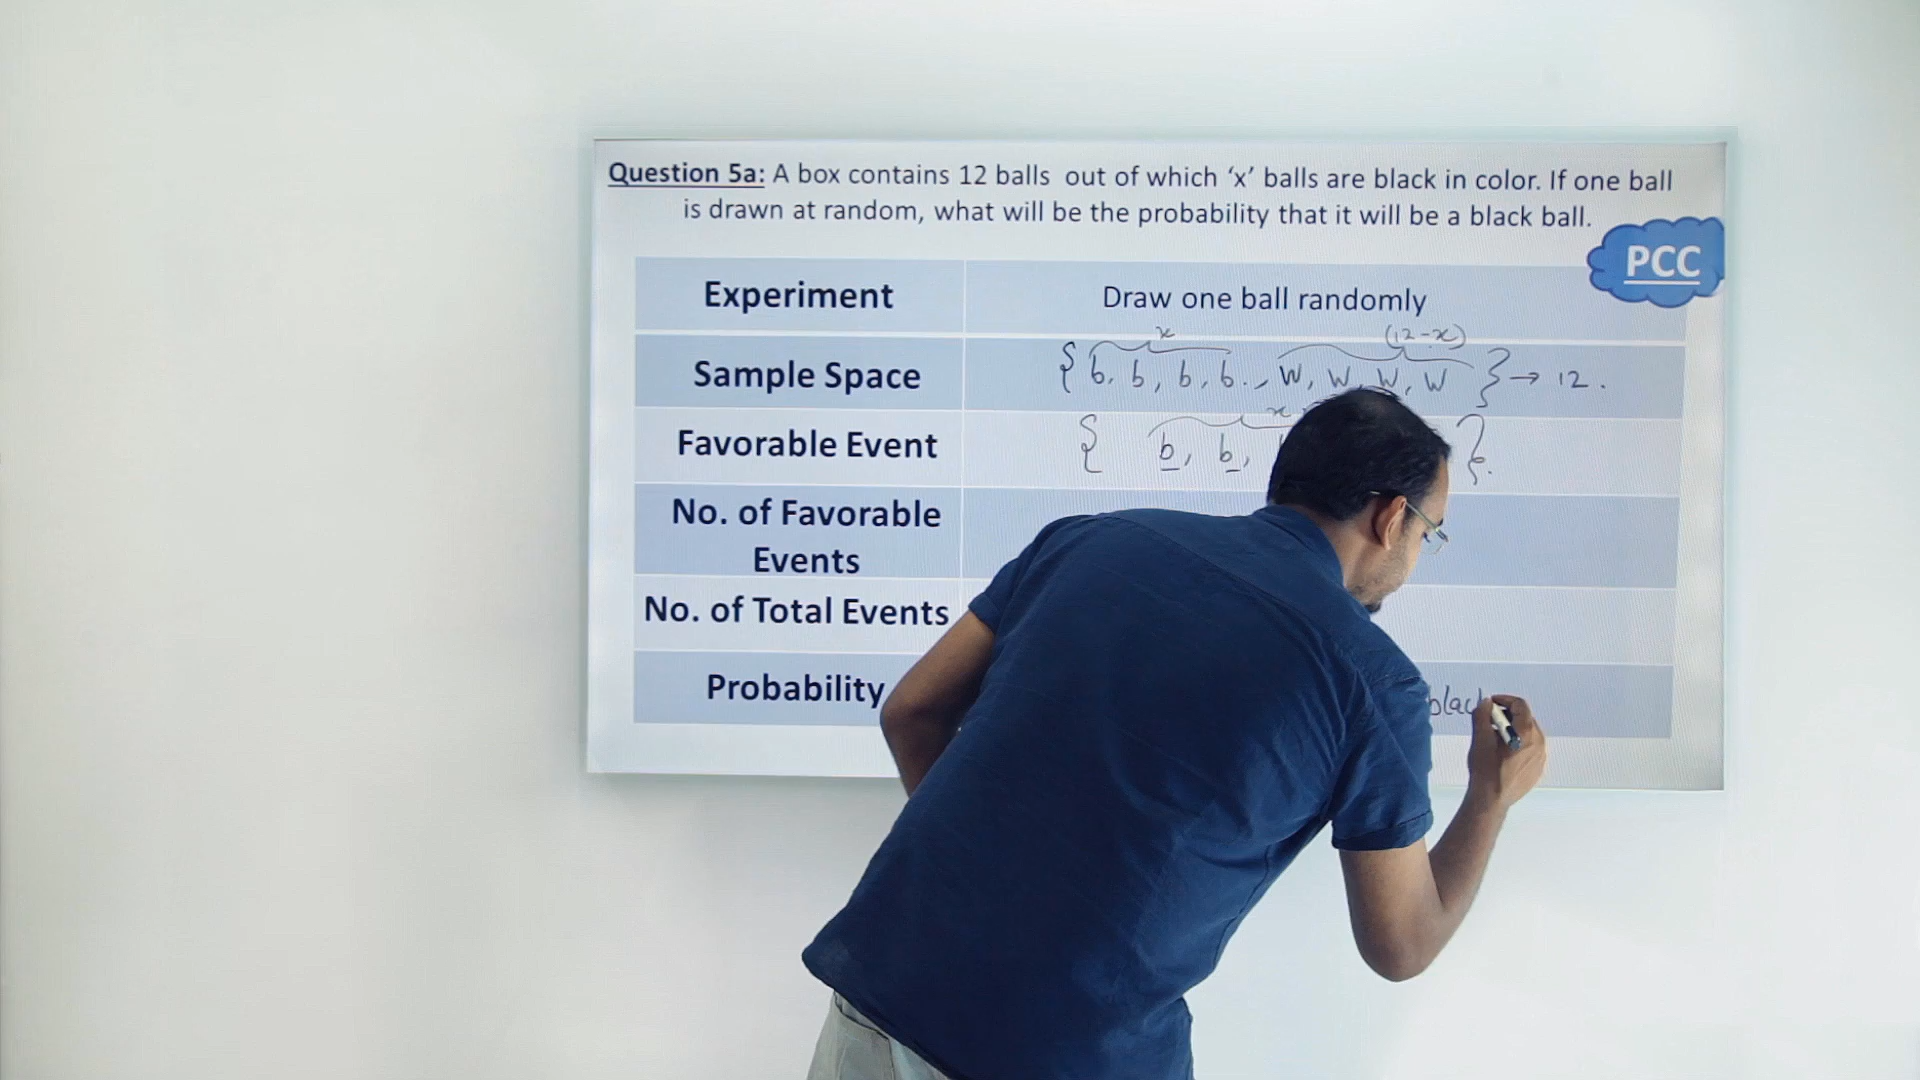 Question 5a: A box contains 12 balls out of which ‘x’ balls are black in color. If one ball
is drawn at random, what will be the probability that it will be a black ball.
PCC
Experiment
Draw one ball randomly
x
(12-x)
Sample Space
{ b, b, b, b., W, W, W, W } → 12.
x
Favorable Event
{ b, b, }.
No. of Favorable
Events
No. of Total Events
Probability
black